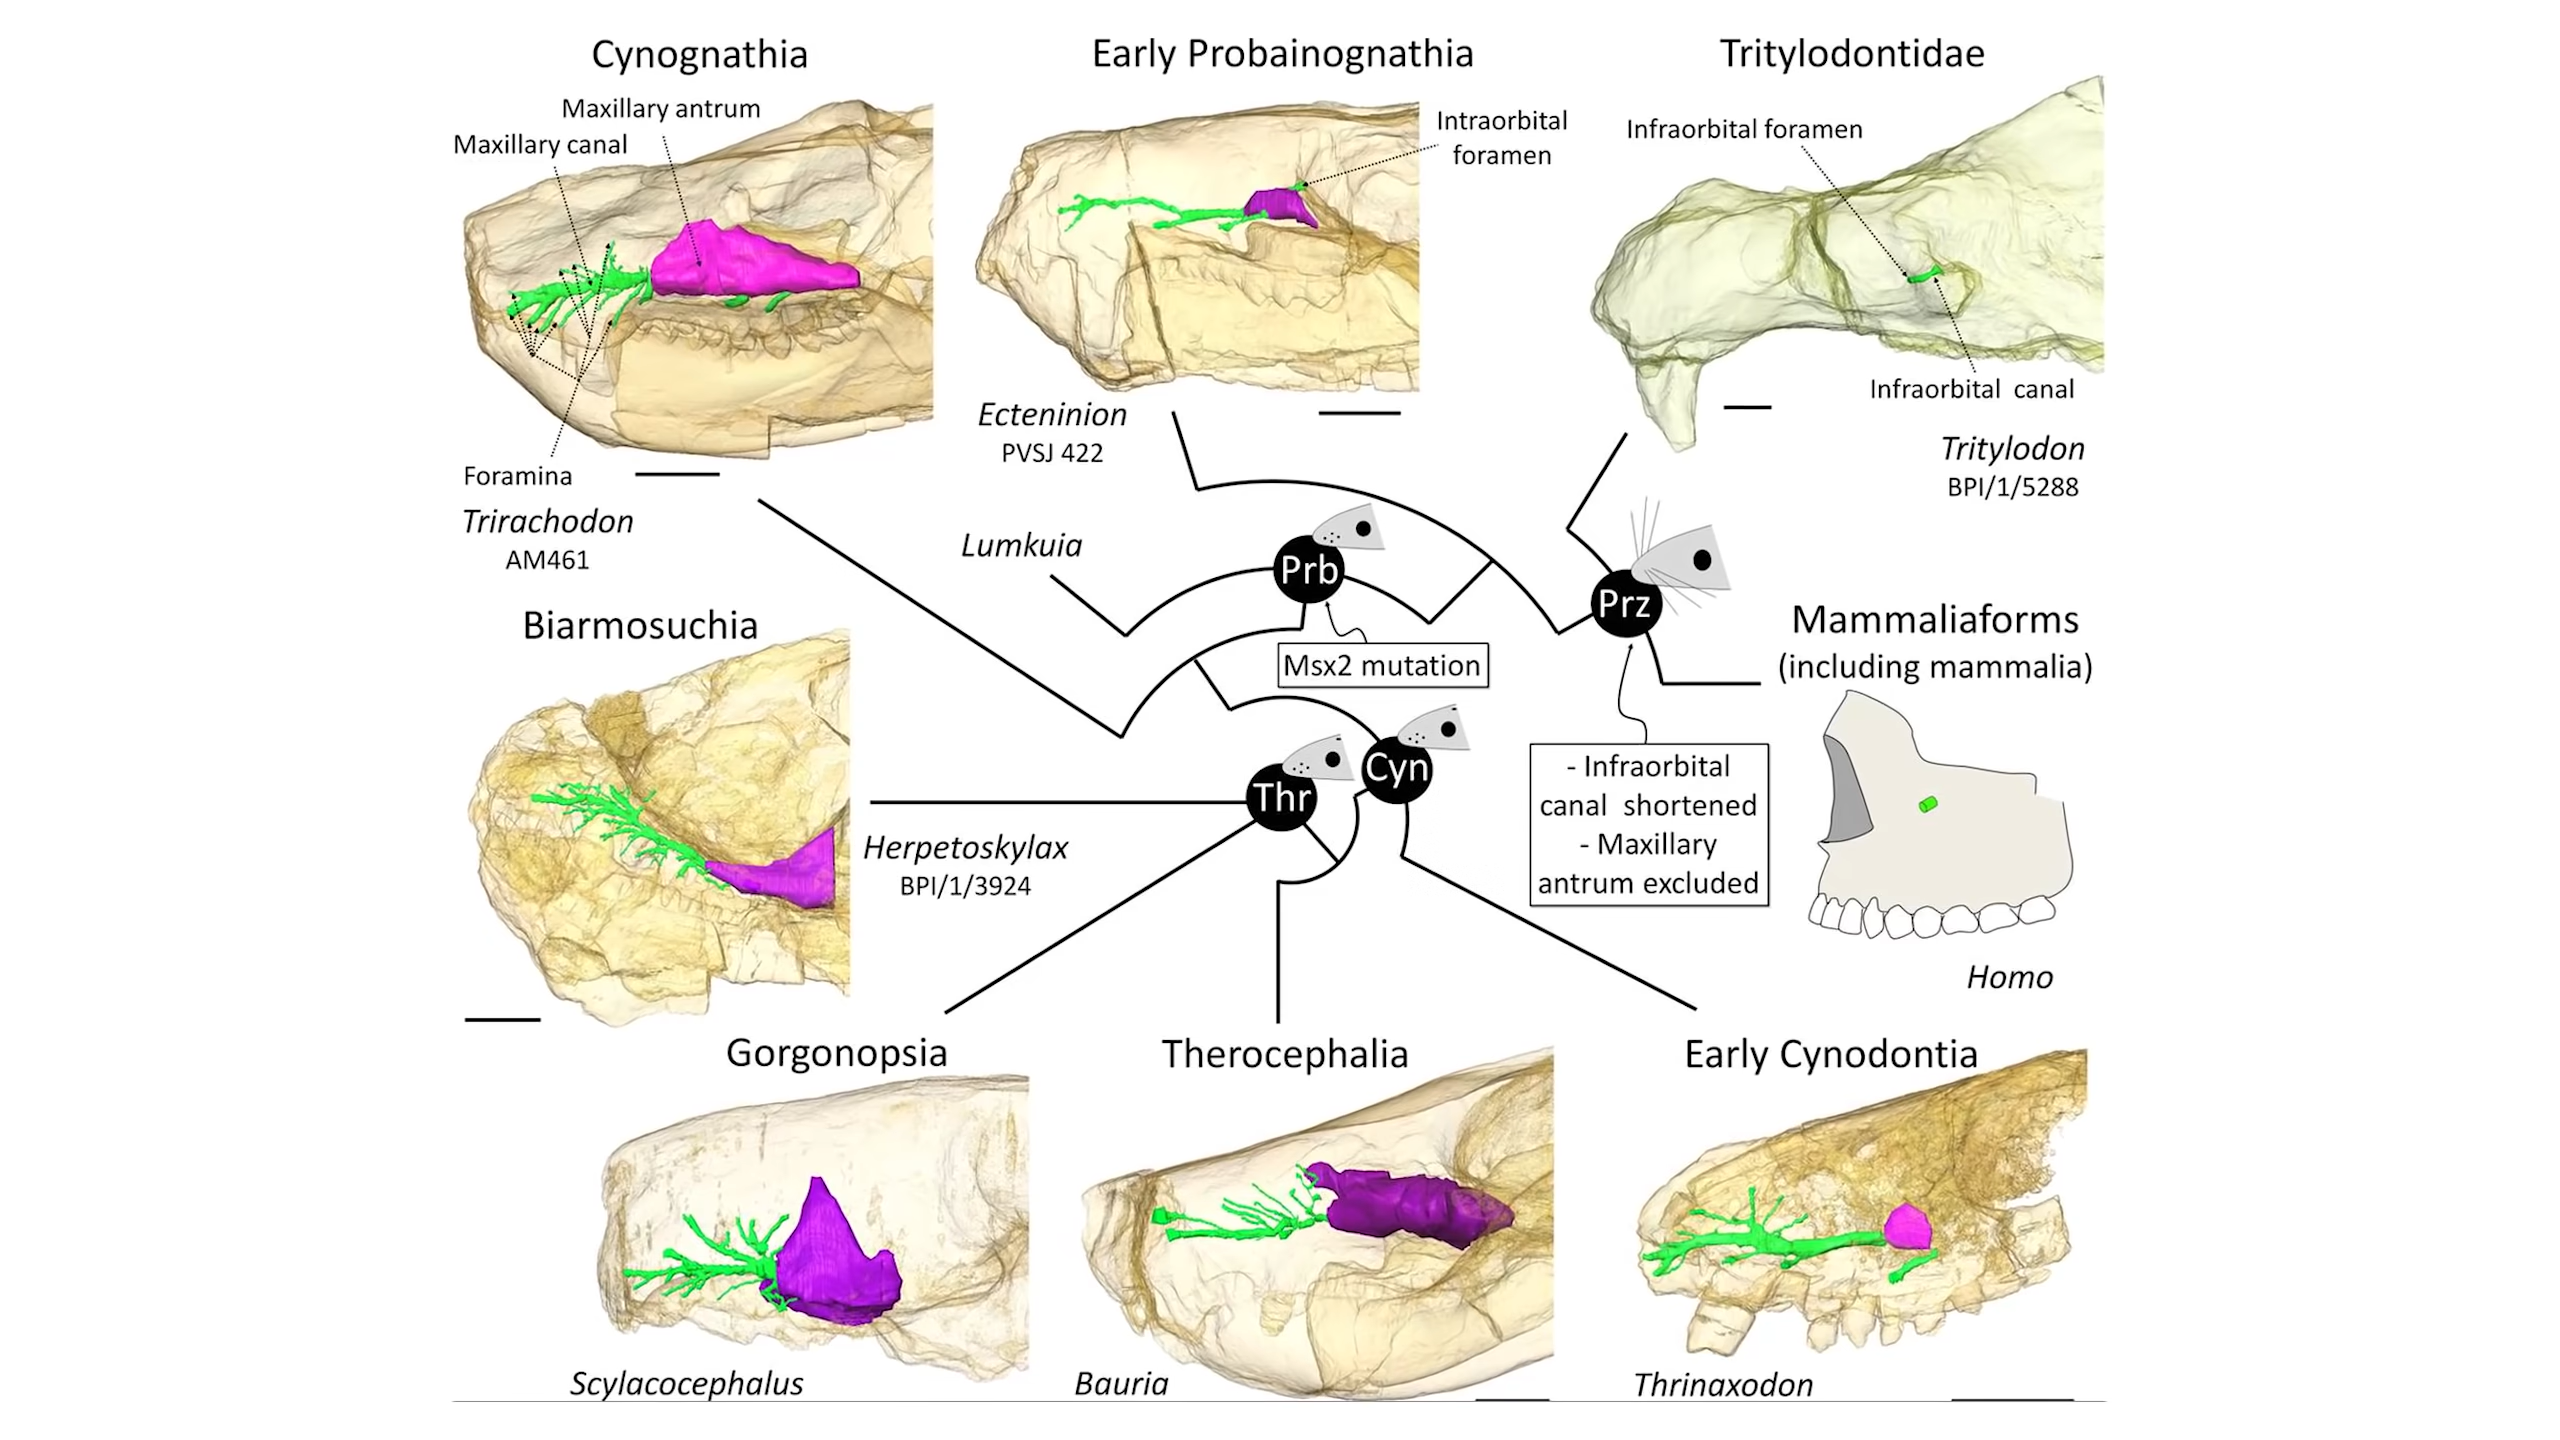 Cynognathia
Maxillary antrum
Maxillary canal
Foramina
Trirachodon
AM461
Early Probainognathia
Intraorbital
foramen
Ecteninion
PVSJ 422
Tritylodontidae
Infraorbital foramen
Infraorbital canal
Tritylodon
BPI/1/5288
Lumkuia
Prb
Prz
Msx2 mutation
Biarmosuchia
Mammaliaforms
(including mammalia)
Cyn
Thr
- Infraorbital
canal shortened
- Maxillary
antrum excluded
Herpetoskylax
BPI/1/3924
Homo
Gorgonopsia
Therocephalia
Early Cynodontia
Scylacocephalus
Bauria
Thrinaxodon